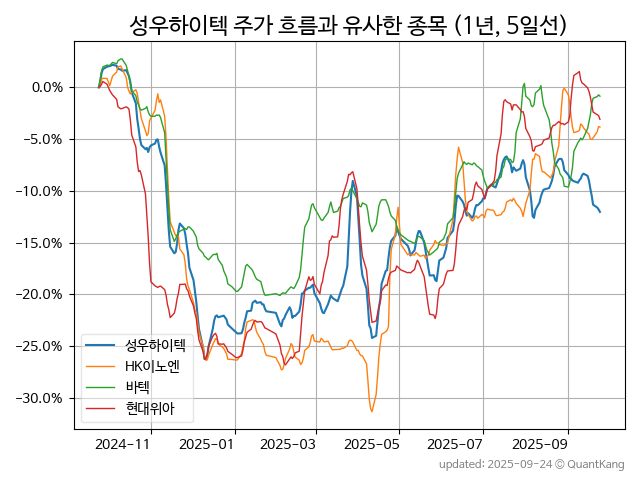 성우하이텍 주가 흐름과 유사한 종목 (1년, 5일선)
0.0%
−5.0%
−10.0%
−15.0%
−20.0%
−25.0%
−30.0%
성우하이텍
HK이노엔
바텍
현대위아
2024-11
2025-01
2025-03
2025-05
2025-07
2025-09
updated: 2025-09-24 © QuantKang